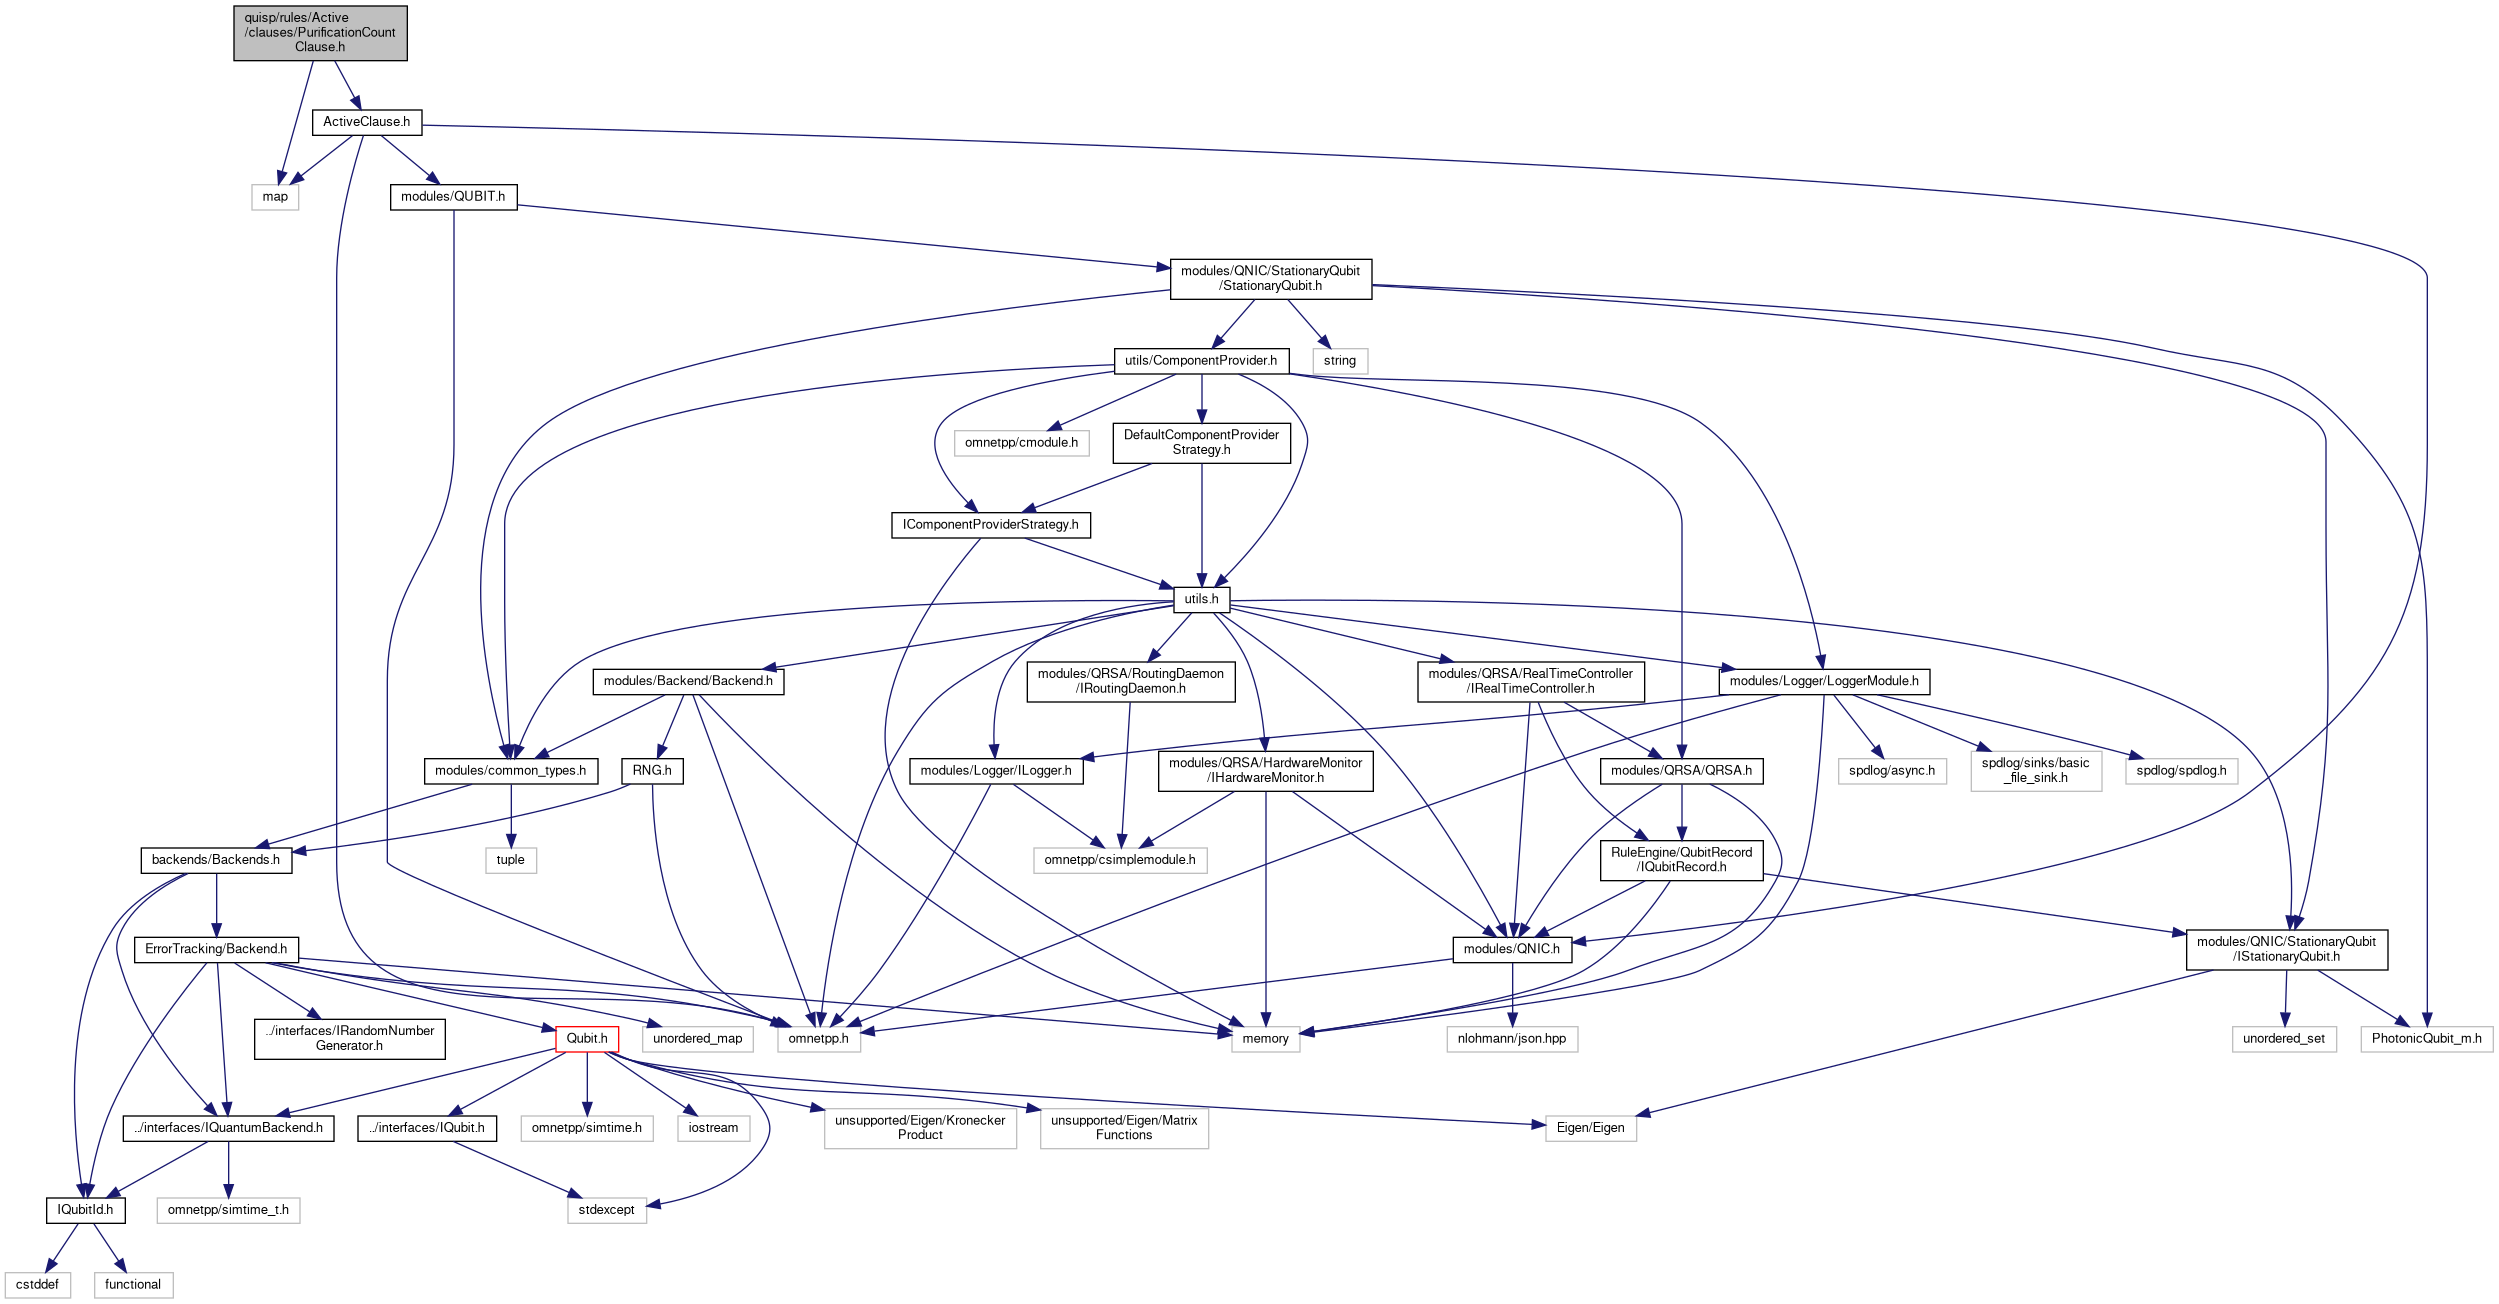 quisp/rules/Active
/clauses/PurificationCount
Clause.h
ActiveClause.h
map
modules/QUBIT.h
modules/QNIC/StationaryQubit
/StationaryQubit.h
utils/ComponentProvider.h
string
omnetpp/cmodule.h
DefaultComponentProvider
Strategy.h
IComponentProviderStrategy.h
utils.h
modules/Backend/Backend.h
modules/QRSA/RoutingDaemon
/IRoutingDaemon.h
modules/QRSA/RealTimeController
/IRealTimeController.h
modules/Logger/LoggerModule.h
modules/common_types.h
RNG.h
modules/Logger/ILogger.h
modules/QRSA/HardwareMonitor
/IHardwareMonitor.h
modules/QRSA/QRSA.h
spdlog/async.h
spdlog/sinks/basic
_file_sink.h
spdlog/spdlog.h
backends/Backends.h
tuple
omnetpp/csimplemodule.h
RuleEngine/QubitRecord
/IQubitRecord.h
ErrorTracking/Backend.h
modules/QNIC.h
modules/QNIC/StationaryQubit
/IStationaryQubit.h
../interfaces/IRandomNumber
Generator.h
Qubit.h
unordered_map
omnetpp.h
memory
nlohmann/json.hpp
unordered_set
PhotonicQubit_m.h
../interfaces/IQuantumBackend.h
../interfaces/IQubit.h
omnetpp/simtime.h
iostream
unsupported/Eigen/Kronecker
Product
unsupported/Eigen/Matrix
Functions
Eigen/Eigen
IQubitId.h
omnetpp/simtime_t.h
stdexcept
cstddef
functional